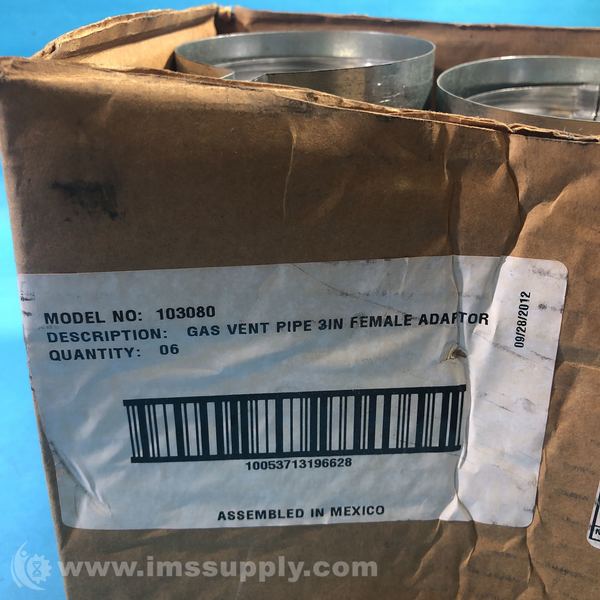 MODEL NO: 103080
DESCRIPTION: GAS VENT PIPE 3IN FEMALE ADAPTOR
QUANTITY: 06
09/28/2012
10053713196628
ASSEMBLED IN MEXICO
www.imssupply.com